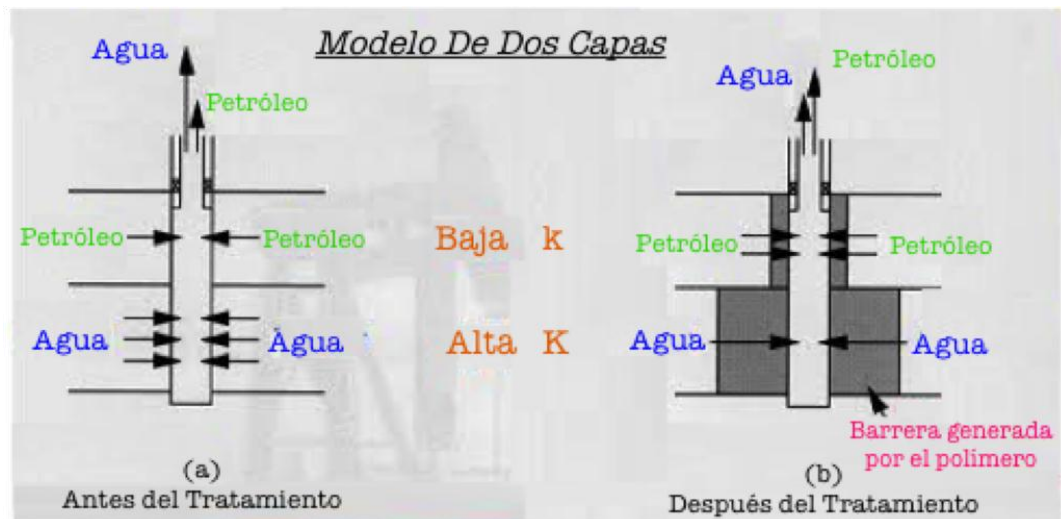 Modelo De Dos Capas
Agua
Petróleo
Petróleo
Petróleo
Agua
Agua
(a)
Antes del Tratamiento
Baja k
Alta K
Agua
Petróleo
Petróleo
Petróleo
Agua
Agua
Barrera generada
por el polímero
(b)
Después del Tratamiento